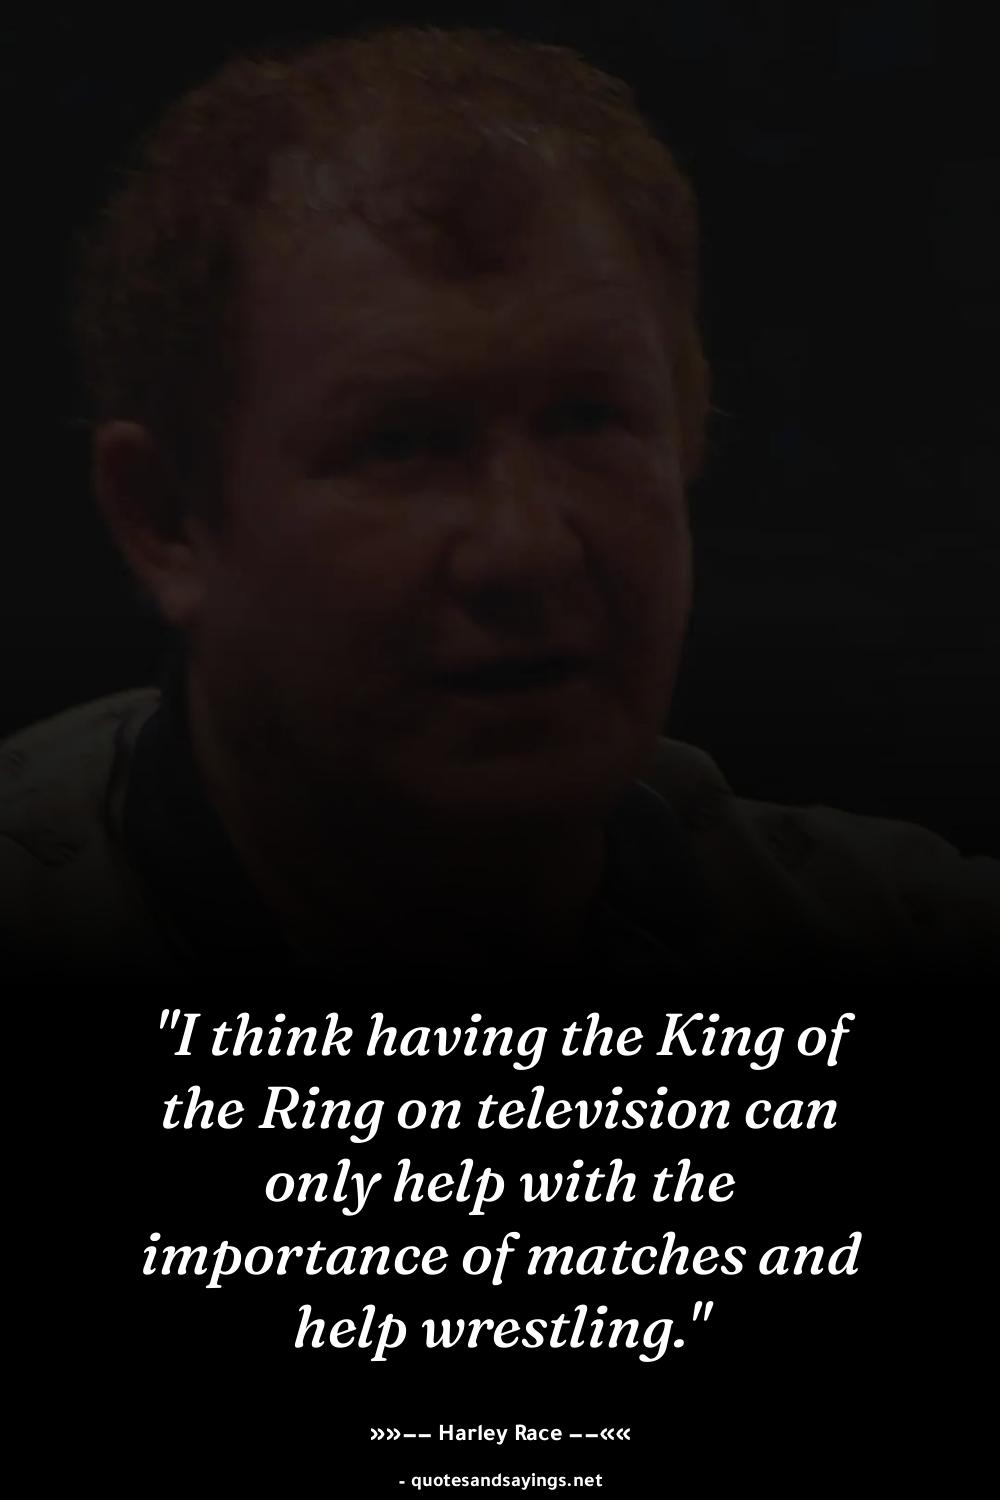 "I think having the King of
the Ring on television can
only help with the
importance of matches and
help wrestling."
»»−− Harley Race −−««
- quotesandsayings.net